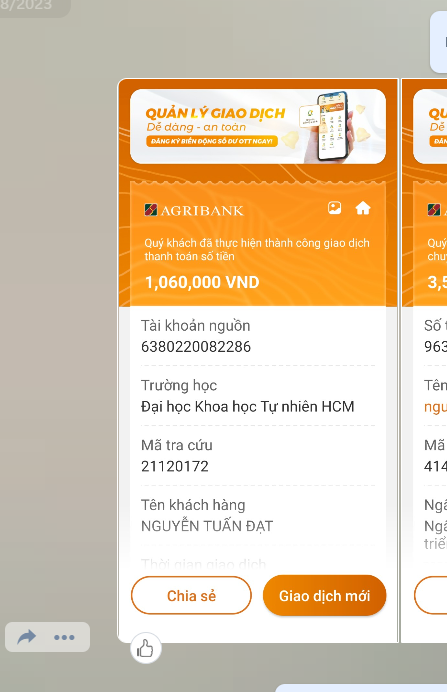 8/2023
QUẢN LÝ GIAO DỊCH
Dễ dàng - an toàn
ĐĂNG KÝ BIẾN ĐỘNG SỐ DƯ OTT NGAY!
AGRIBANK
Quý khách đã thực hiện thành công giao dịch
thanh toán số tiền
1,060,000 VND
Tài khoản nguồn
6380220082286
Trường học
Đại học Khoa học Tự nhiên HCM
Mã tra cứu
21120172
Tên khách hàng
NGUYỄN TUẤN ĐẠT
Thời gian giao dịch
Chia sẻ
Giao dịch mới
QU
Dễ
ĐĂN
Quý
chu
3,5
Số t
963
Tên
ngu
Mã
414
Ngâ
Ngâ
triể